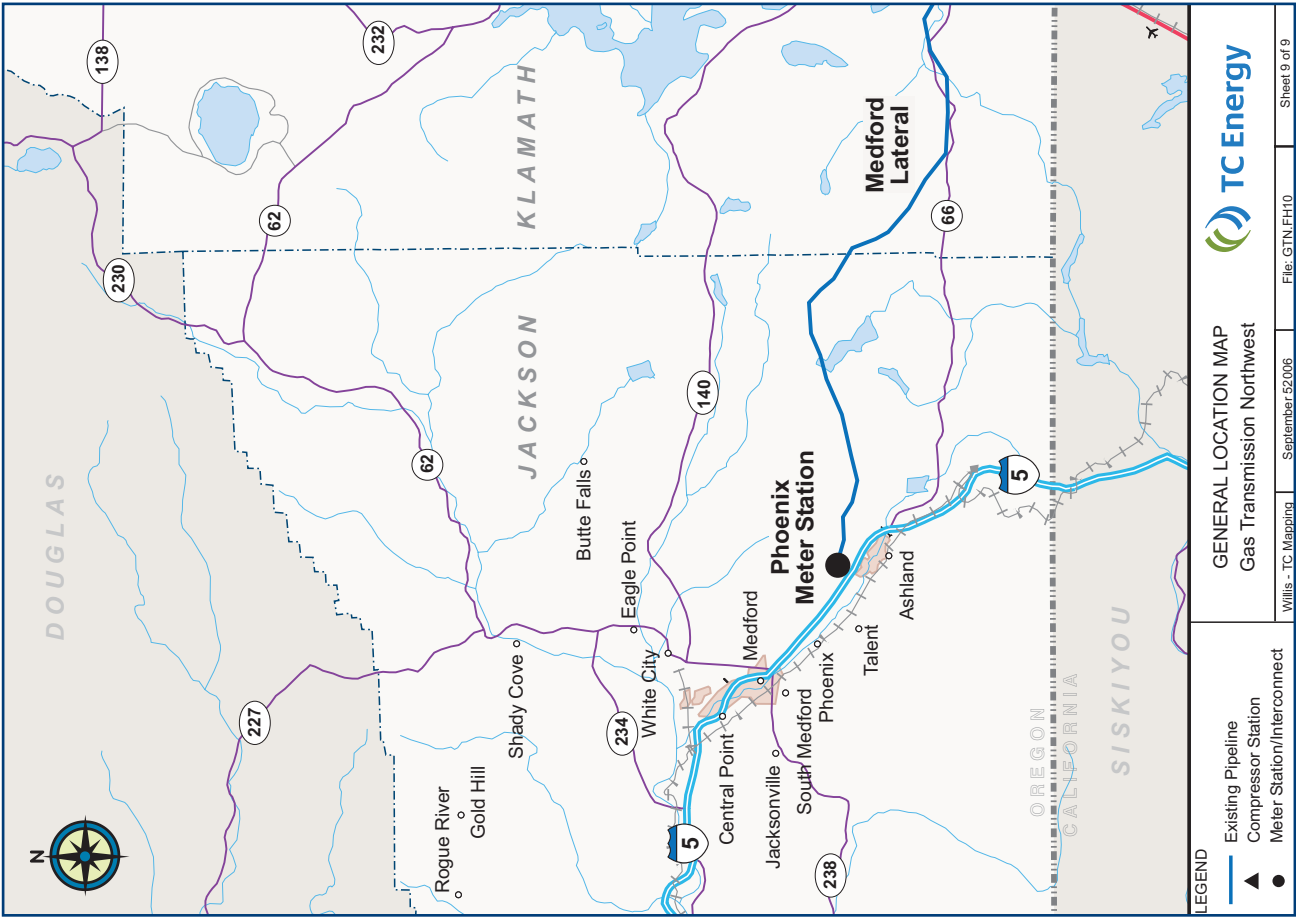 138
232
230
62
KLAMATH
Medford
Lateral
66
DOUGLAS
62
JACKSON
140
Butte Falls
Eagle Point
Phoenix
Meter Station
5
227
Shady Cove
234
White City
Medford
Ashland
Talent
Phoenix
South Medford
Jacksonville
Central Point
N
Rogue River
Gold Hill
5
238
OREGON
CALIFORNIA
SISKIYOU
LEGEND
Existing Pipeline
Compressor Station
Meter Station/Interconnect
GENERAL LOCATION MAP
Gas Transmission Northwest
TC Energy
Willis - TC Mapping
September 52006
File: GTN.FH10
Sheet 9 of 9